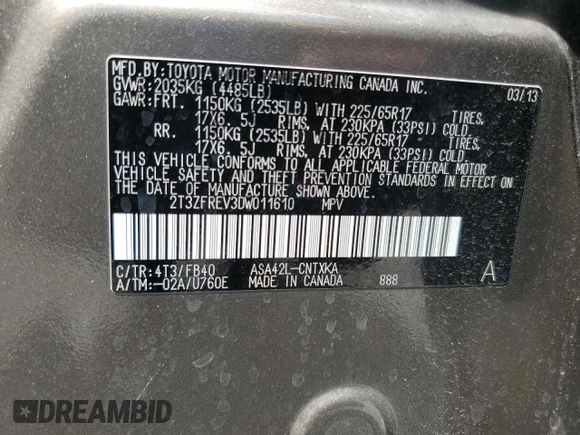 MFD.BY:TOYOTA MOTOR MANUFACTURING CANADA INC.
GVWR:2035KG (4485LB) 03/13
GAWR:FRT. 1150KG (2535LB) WITH 225/65R17 TIRES,
17X6.5J RIMS, AT 230KPA (33PSI) COLD.
RR. 1150KG (2535LB) WITH 225/65R17 TIRES,
17X6.5J RIMS, AT 230KPA (33PSI) COLD.
THIS VEHICLE CONFORMS TO ALL APPLICABLE FEDERAL MOTOR
VEHICLE SAFETY AND THEFT PREVENTION STANDARDS IN EFFECT ON
THE DATE OF MANUFACTURE SHOWN ABOVE.
2T3ZFREV3DW011610 MPV
C/TR:4T3/FB40 ASA42L-CNTXKA A
A/TM:-02A/U760E MADE IN CANADA 888
DREAMBID